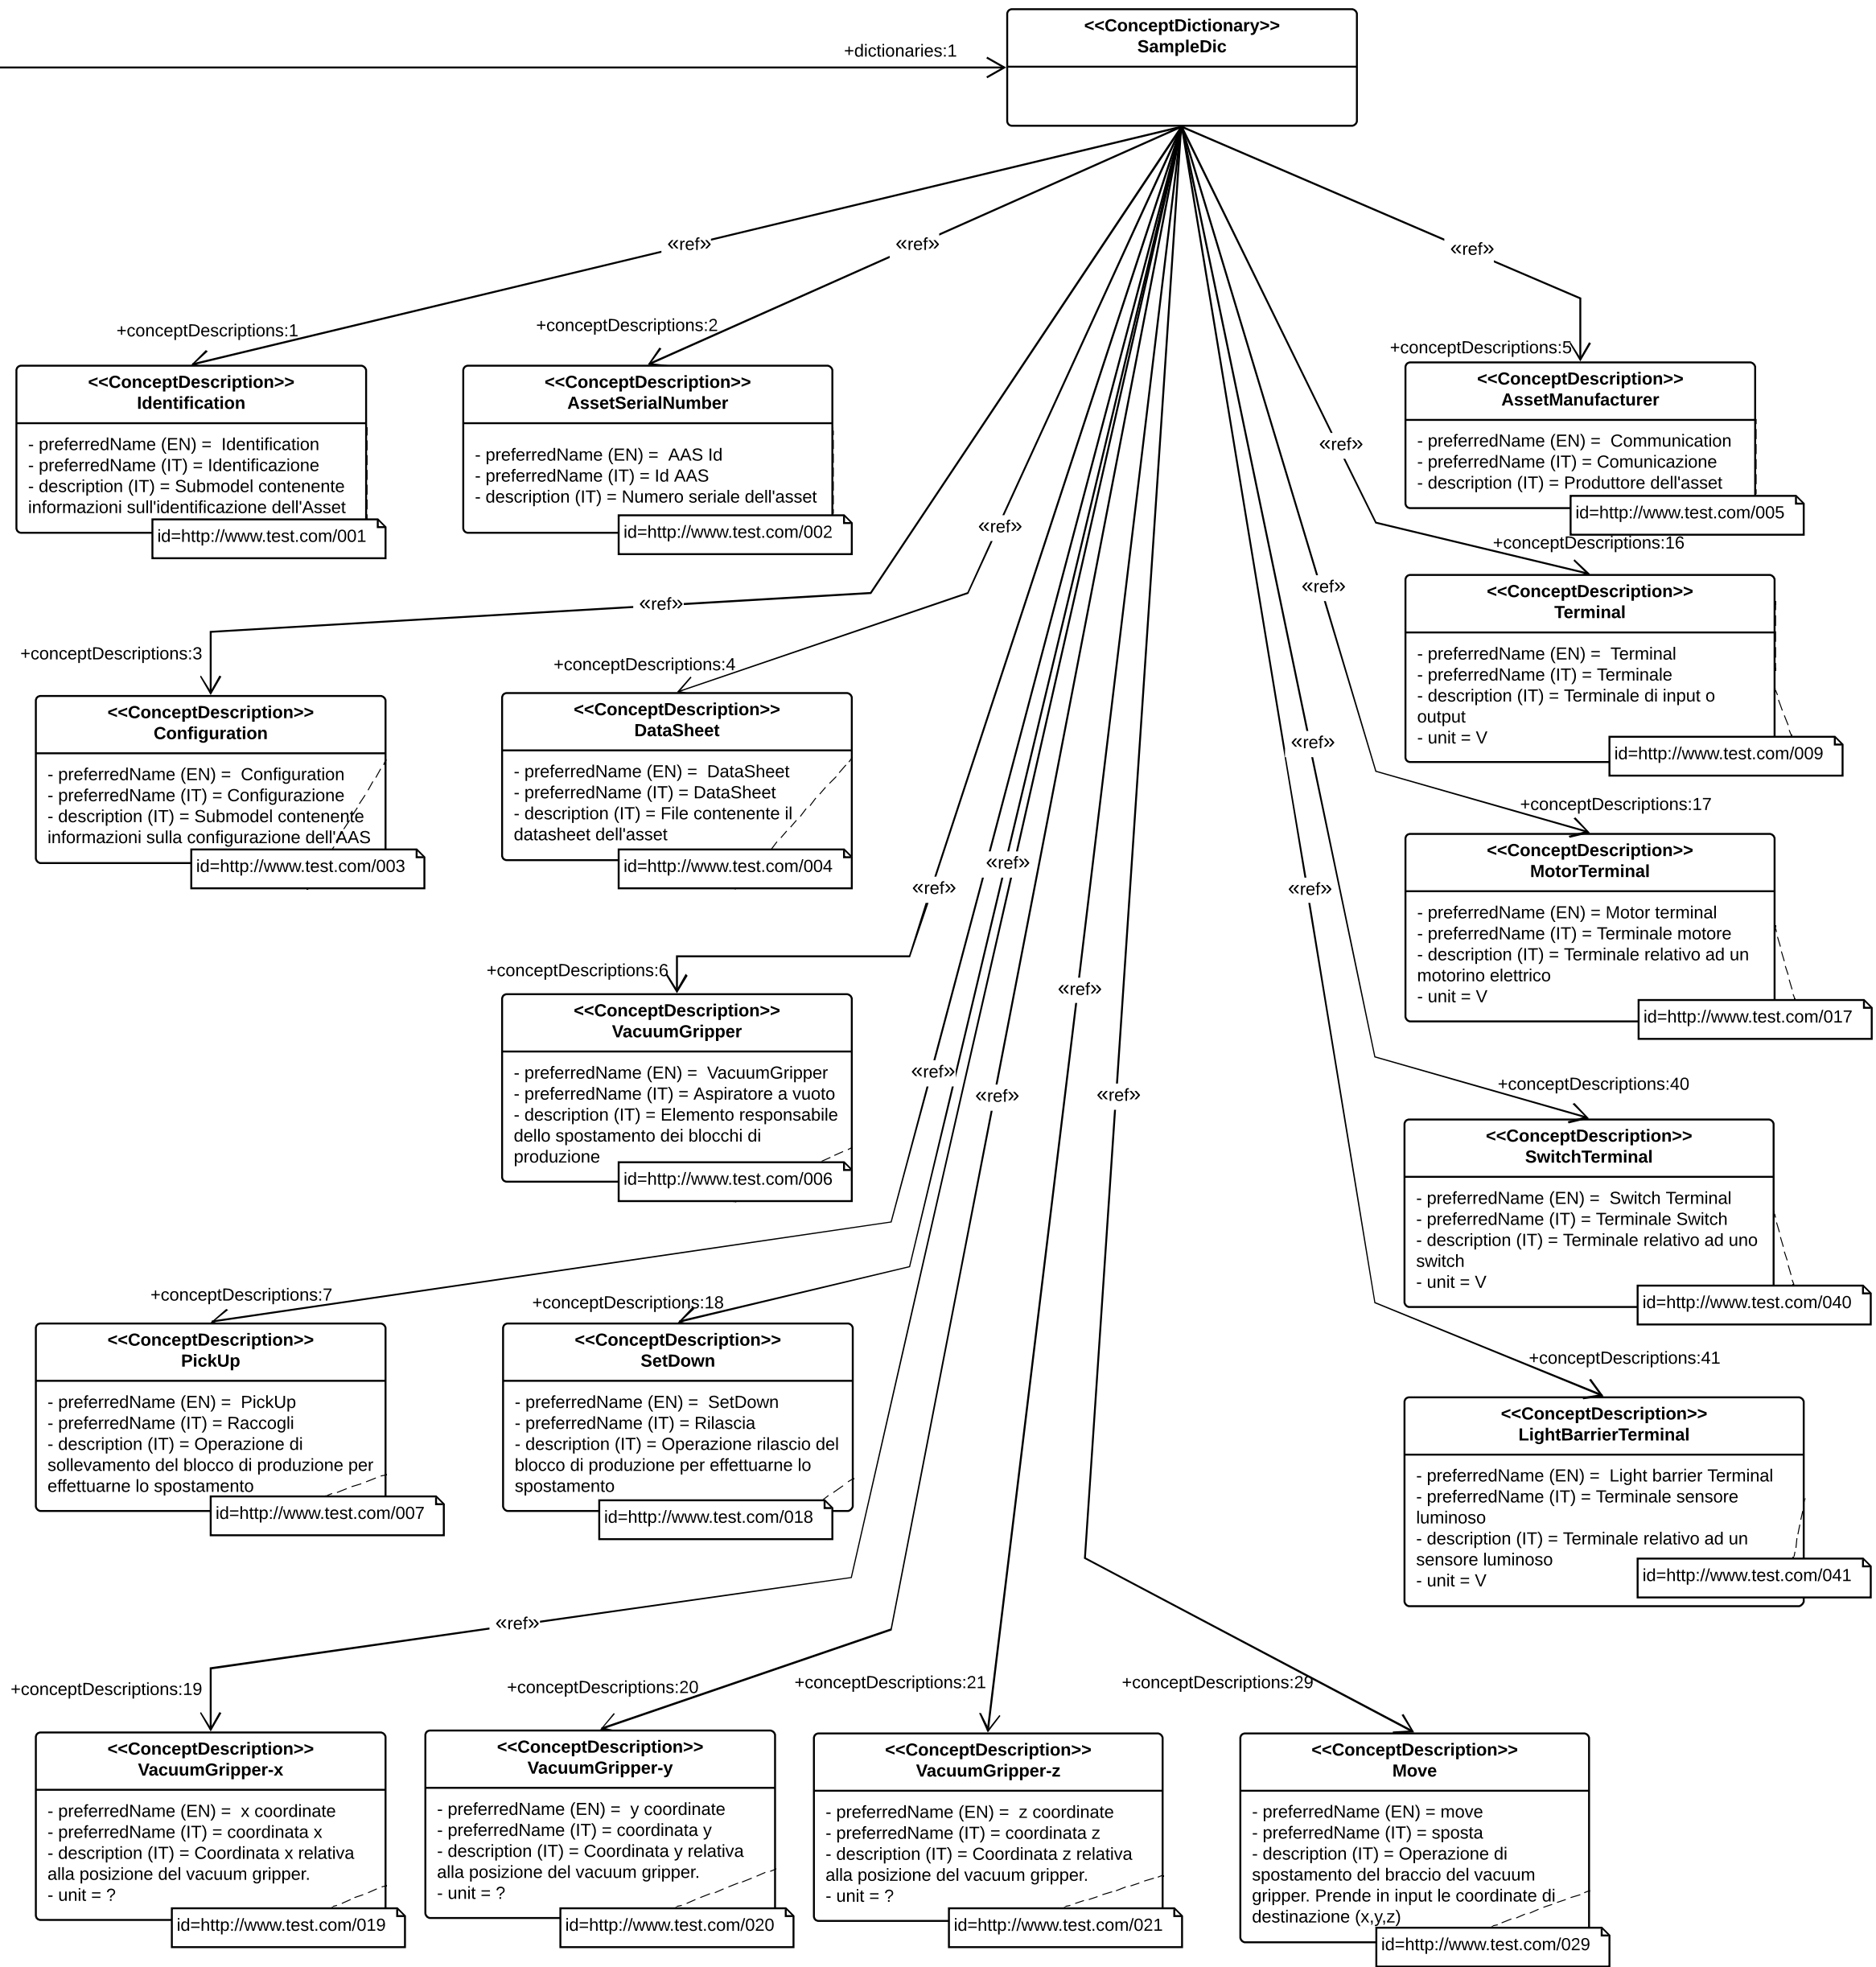 +dictionaries:1
<<ConceptDictionary>>
SampleDic
«ref»
«ref»
«ref»
+conceptDescriptions:1
<<ConceptDescription>>
Identification
- preferredName (EN) =  Identification
- preferredName (IT) = Identificazione
- description (IT) = Submodel contenente
informazioni sull'identificazione dell'Asset
id=http://www.test.com/001
+conceptDescriptions:2
<<ConceptDescription>>
AssetSerialNumber
- preferredName (EN) =  AAS Id
- preferredName (IT) = Id AAS
- description (IT) = Numero seriale dell'asset
id=http://www.test.com/002
+conceptDescriptions:5
<<ConceptDescription>>
AssetManufacturer
- preferredName (EN) =  Communication
- preferredName (IT) = Comunicazione
- description (IT) = Produttore dell'asset
id=http://www.test.com/005
«ref»
«ref»
«ref»
«ref»
+conceptDescriptions:16
<<ConceptDescription>>
Terminal
- preferredName (EN) =  Terminal
- preferredName (IT) = Terminale
- description (IT) = Terminale di input o
output
- unit = V
id=http://www.test.com/009
+conceptDescriptions:3
<<ConceptDescription>>
Configuration
- preferredName (EN) =  Configuration
- preferredName (IT) = Configurazione
- description (IT) = Submodel contenente
informazioni sulla configurazione dell'AAS
id=http://www.test.com/003
+conceptDescriptions:4
<<ConceptDescription>>
DataSheet
- preferredName (EN) =  DataSheet
- preferredName (IT) = DataSheet
- description (IT) = File contenente il
datasheet dell'asset
id=http://www.test.com/004
«ref»
«ref»
«ref»
«ref»
+conceptDescriptions:17
<<ConceptDescription>>
MotorTerminal
- preferredName (EN) = Motor terminal
- preferredName (IT) = Terminale motore
- description (IT) = Terminale relativo ad un
motorino elettrico
- unit = V
id=http://www.test.com/017
+conceptDescriptions:6
<<ConceptDescription>>
VacuumGripper
- preferredName (EN) =  VacuumGripper
- preferredName (IT) = Aspiratore a vuoto
- description (IT) = Elemento responsabile
dello spostamento dei blocchi di
produzione
id=http://www.test.com/006
«ref»
«ref»
«ref»
«ref»
+conceptDescriptions:40
<<ConceptDescription>>
SwitchTerminal
- preferredName (EN) =  Switch Terminal
- preferredName (IT) = Terminale Switch
- description (IT) = Terminale relativo ad uno
switch
- unit = V
id=http://www.test.com/040
+conceptDescriptions:7
<<ConceptDescription>>
PickUp
- preferredName (EN) =  PickUp
- preferredName (IT) = Raccogli
- description (IT) = Operazione di
sollevamento del blocco di produzione per
effettuarne lo spostamento
id=http://www.test.com/007
+conceptDescriptions:18
<<ConceptDescription>>
SetDown
- preferredName (EN) =  SetDown
- preferredName (IT) = Rilascia
- description (IT) = Operazione rilascio del
blocco di produzione per effettuarne lo
spostamento
id=http://www.test.com/018
+conceptDescriptions:41
<<ConceptDescription>>
LightBarrierTerminal
- preferredName (EN) =  Light barrier Terminal
- preferredName (IT) = Terminale sensore
luminoso
- description (IT) = Terminale relativo ad un
sensore luminoso
- unit = V
id=http://www.test.com/041
«ref»
+conceptDescriptions:19
<<ConceptDescription>>
VacuumGripper-x
- preferredName (EN) =  x coordinate
- preferredName (IT) = coordinata x
- description (IT) = Coordinata x relativa
alla posizione del vacuum gripper.
- unit = ?
id=http://www.test.com/019
+conceptDescriptions:20
<<ConceptDescription>>
VacuumGripper-y
- preferredName (EN) =  y coordinate
- preferredName (IT) = coordinata y
- description (IT) = Coordinata y relativa
alla posizione del vacuum gripper.
- unit = ?
id=http://www.test.com/020
+conceptDescriptions:21
<<ConceptDescription>>
VacuumGripper-z
- preferredName (EN) =  z coordinate
- preferredName (IT) = coordinata z
- description (IT) = Coordinata z relativa
alla posizione del vacuum gripper.
- unit = ?
id=http://www.test.com/021
+conceptDescriptions:29
<<ConceptDescription>>
Move
- preferredName (EN) = move
- preferredName (IT) = sposta
- description (IT) = Operazione di
spostamento del braccio del vacuum
gripper. Prende in input le coordinate di
destinazione (x,y,z)
id=http://www.test.com/029